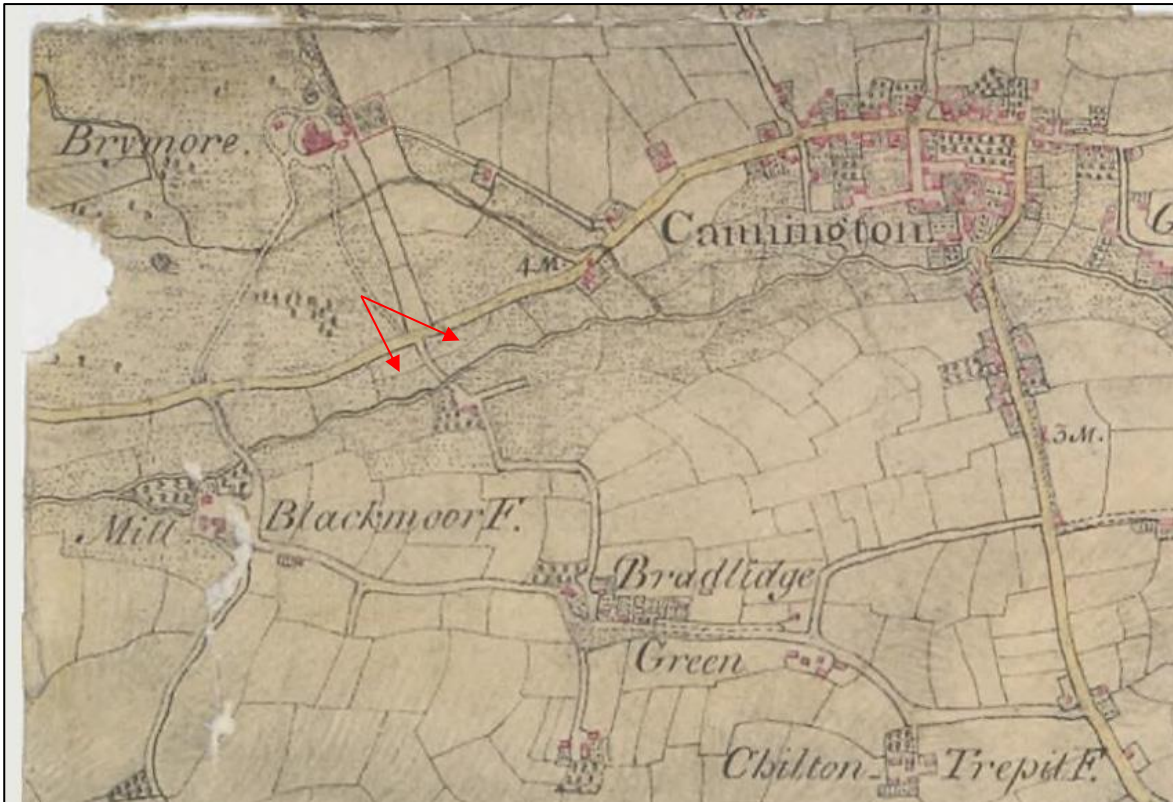 Brymore.
Cannington
C
4 M.
3 M.
Mill
Blackmoor F.
Bradlidge
Green
Chilton Trepit F.